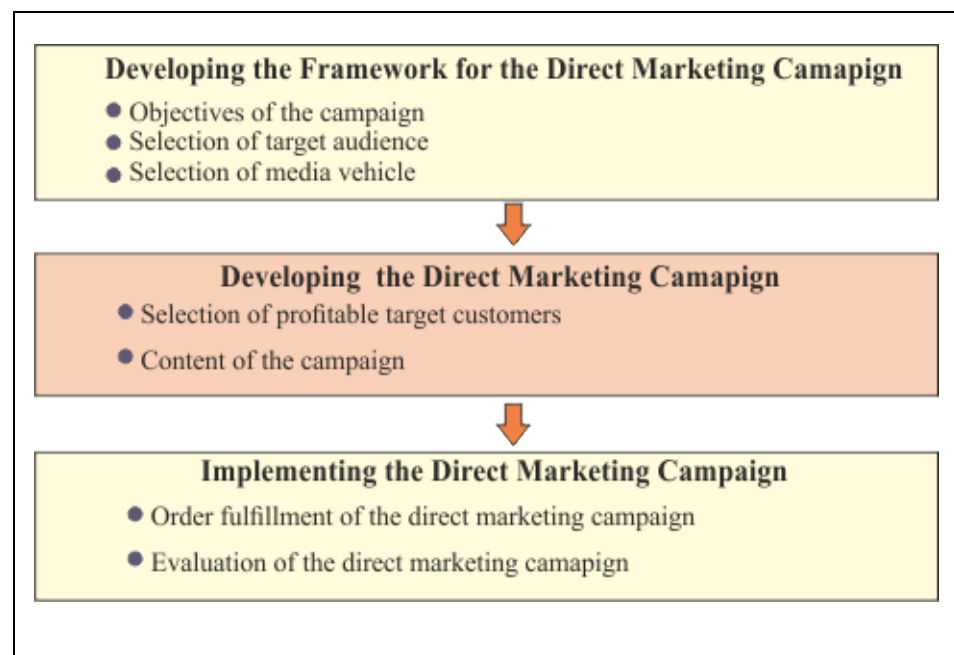 Developing the Framework for the Direct Marketing Camapign
Objectives of the campaign
Selection of target audience
Selection of media vehicle
Developing the Direct Marketing Camapign
Selection of profitable target customers
Content of the campaign
Implementing the Direct Marketing Campaign
Order fulfillment of the direct marketing campaign
Evaluation of the direct marketing camapign